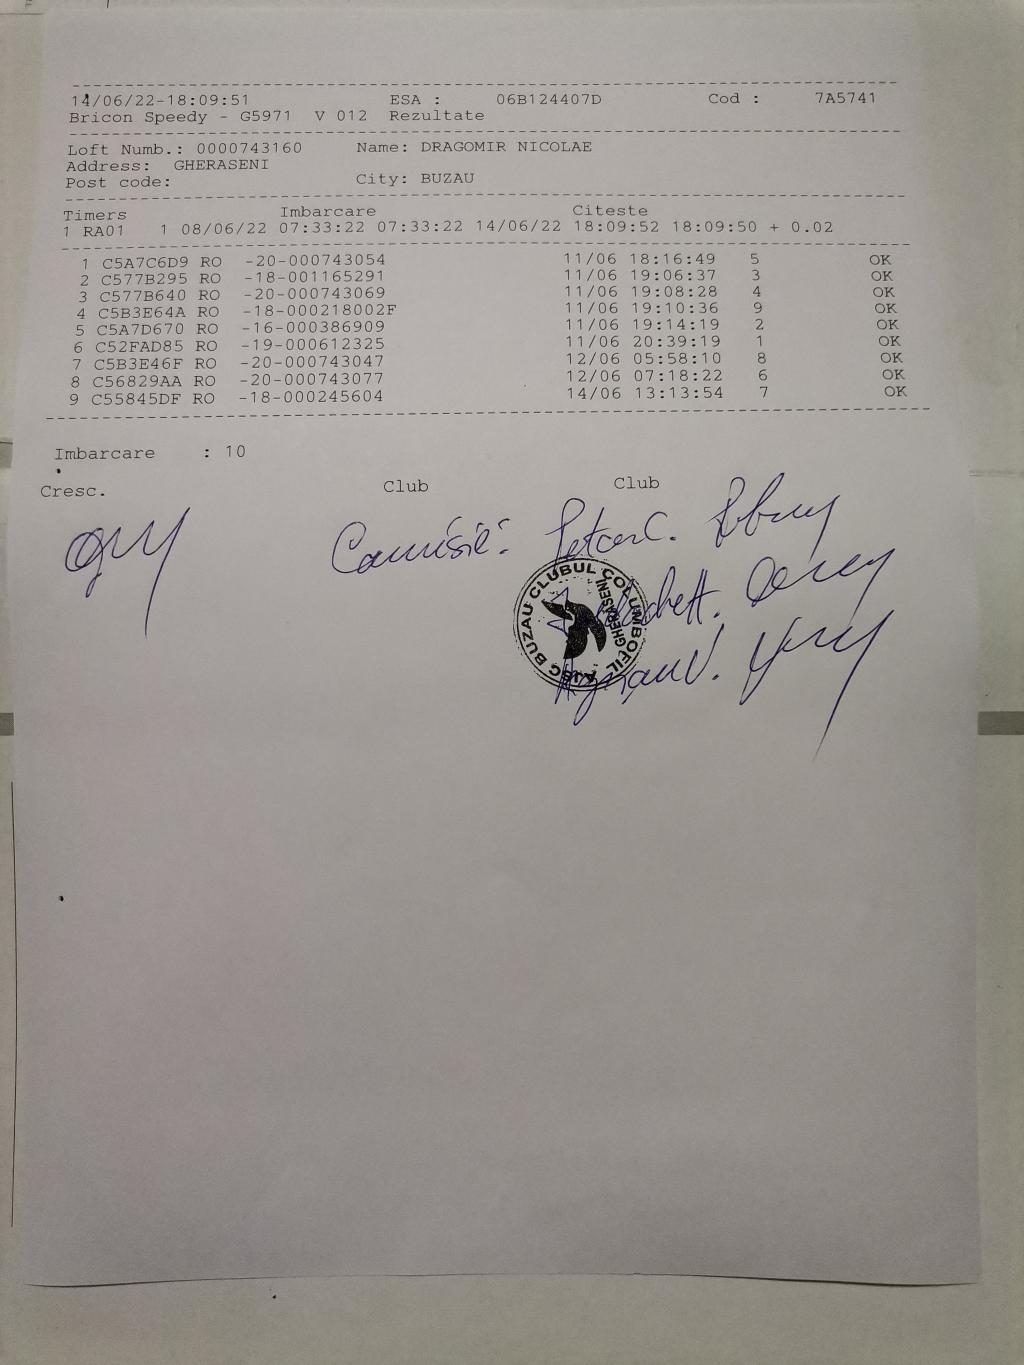 14/06/22-18:09:51 ESA : 06B124407D Cod : 7A5741
Bricon Speedy - G5971 V 012 Rezultate
Loft Numb.: 0000743160 Name: DRAGOMIR NICOLAE
Address: GHERASENI
Post code: City: BUZAU
Timers Imbarcare Citeste
1 RA01 1 08/06/22 07:33:22 07:33:22 14/06/22 18:09:52 18:09:50 + 0.02
1 C5A7C6D9 RO -20-000743054 11/06 18:16:49 5 OK
2 C577B295 RO -18-001165291 11/06 19:06:37 3 OK
3 C577B640 RO -20-000743069 11/06 19:08:28 4 OK
4 C5B3E64A RO -18-000218002F 11/06 19:10:36 9 OK
5 C5A7D670 RO -16-000386909 11/06 19:14:19 2 OK
6 C52FAD85 RO -19-000612325 11/06 20:39:19 1 OK
7 C5B3E46F RO -20-000743047 12/06 05:58:10 8 OK
8 C56829AA RO -20-000743077 12/06 07:18:22 6 OK
9 C55845DF RO -18-000245604 14/06 13:13:54 7 OK
Imbarcare : 10
Cresc. Club Club
CLUBUL COLUMBOFIL
GHERASENI
BUZAU